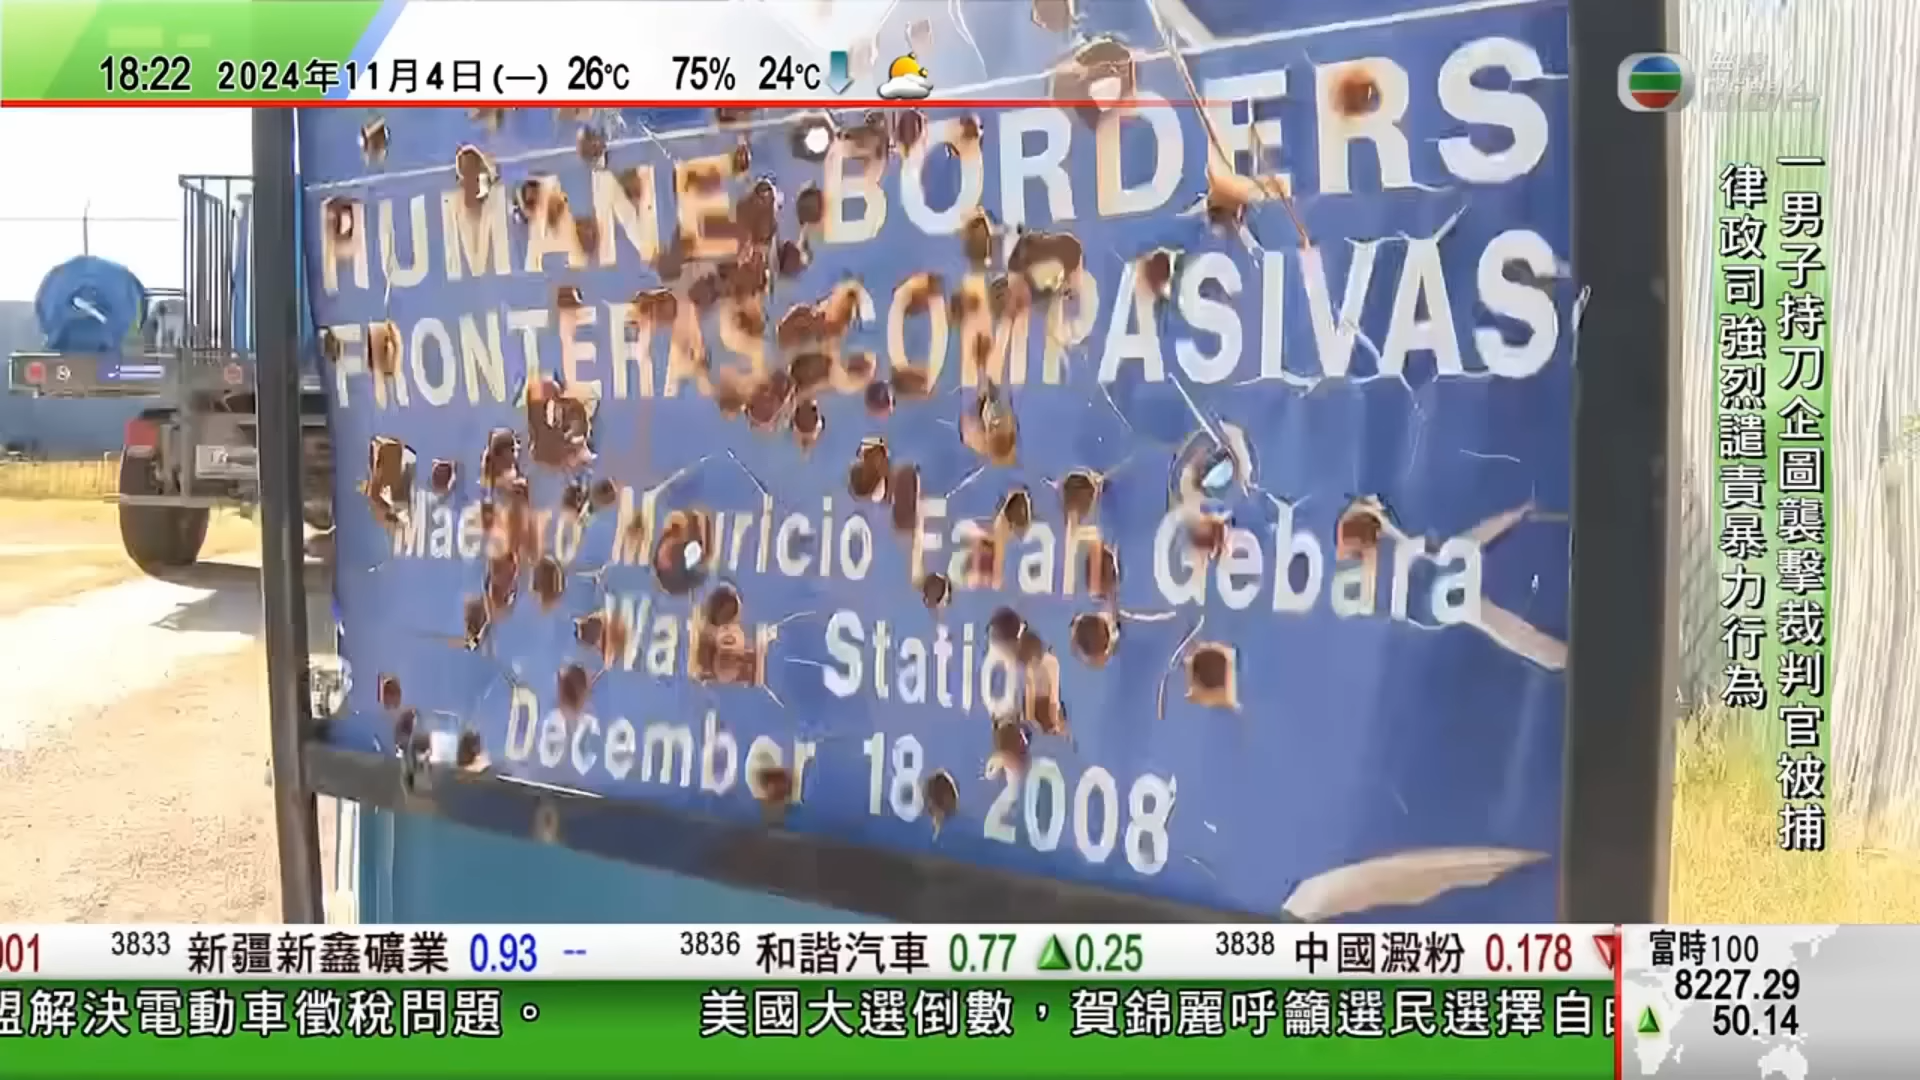 18:22 2024年11月4日(一) 26℃ 75% 24℃
HUMANE BORDERS
FRONTERAS COMPASIVAS
Maestro Mauricio Farah Gebara
Water Station
December 18, 2008
一男子持刀企圖襲擊裁判官被捕
律政司強烈譴責暴力行為
001 3833 新疆新鑫礦業 0.93 -- 3836 和諧汽車 0.77 ▲0.25 3838 中國澱粉 0.178 ▼
盟解決電動車徵稅問題。 美國大選倒數，賀錦麗呼籲選民選擇自由
富時100
8227.29
▲ 50.14